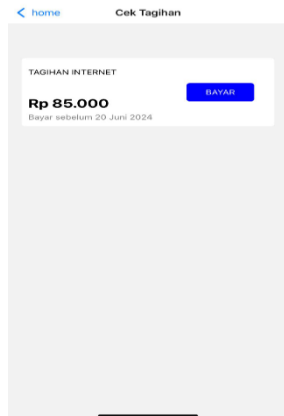 home
Cek Tagihan
TAGIHAN INTERNET
BAYAR
Rp 85.000
Bayar sebelum 20 Juni 2024